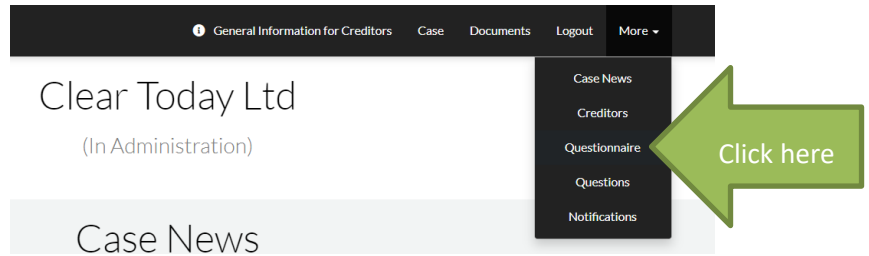 General Information for Creditors Case Documents Logout More
Clear Today Ltd
(In Administration)
Case News
Creditors
Questionnaire
Click here
Questions
Notifications
Case News